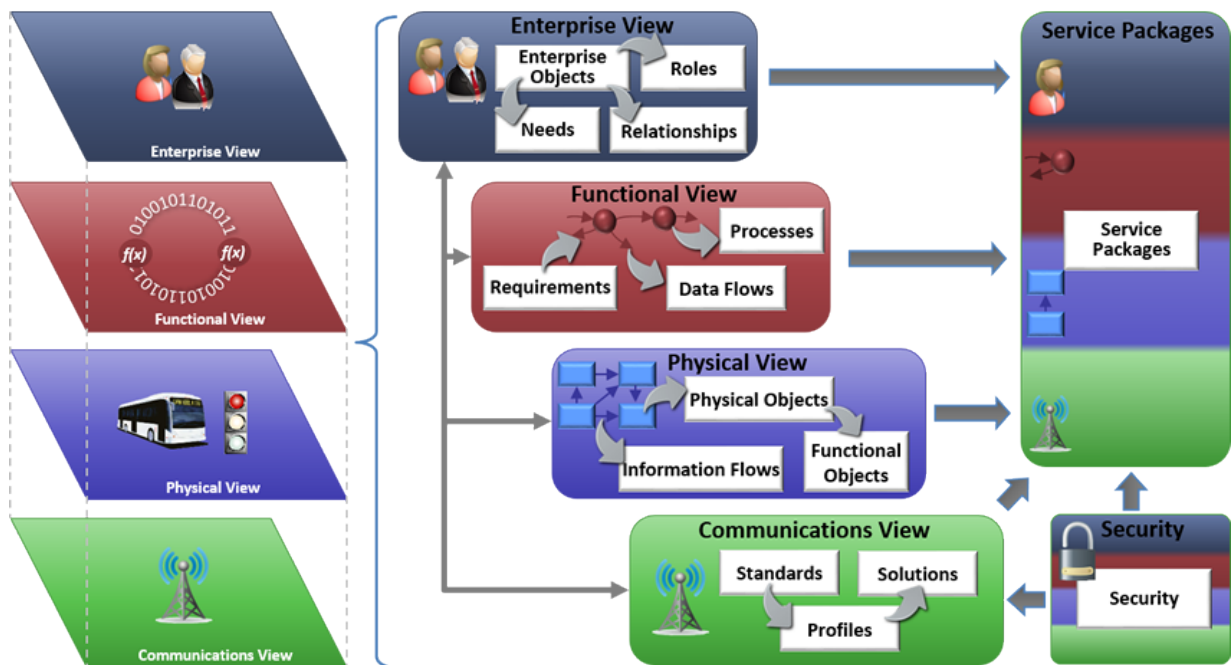 Enterprise View
0100101101011
f(x)
f(x)
Functional View
Physical View
Communications View
Enterprise View
Enterprise
Objects
Roles
Needs
Relationships
Functional View
Processes
Requirements
Data Flows
Physical View
Physical Objects
Information Flows
Functional
Objects
Communications View
Standards
Solutions
Profiles
Service Packages
Service
Packages
Security
Security